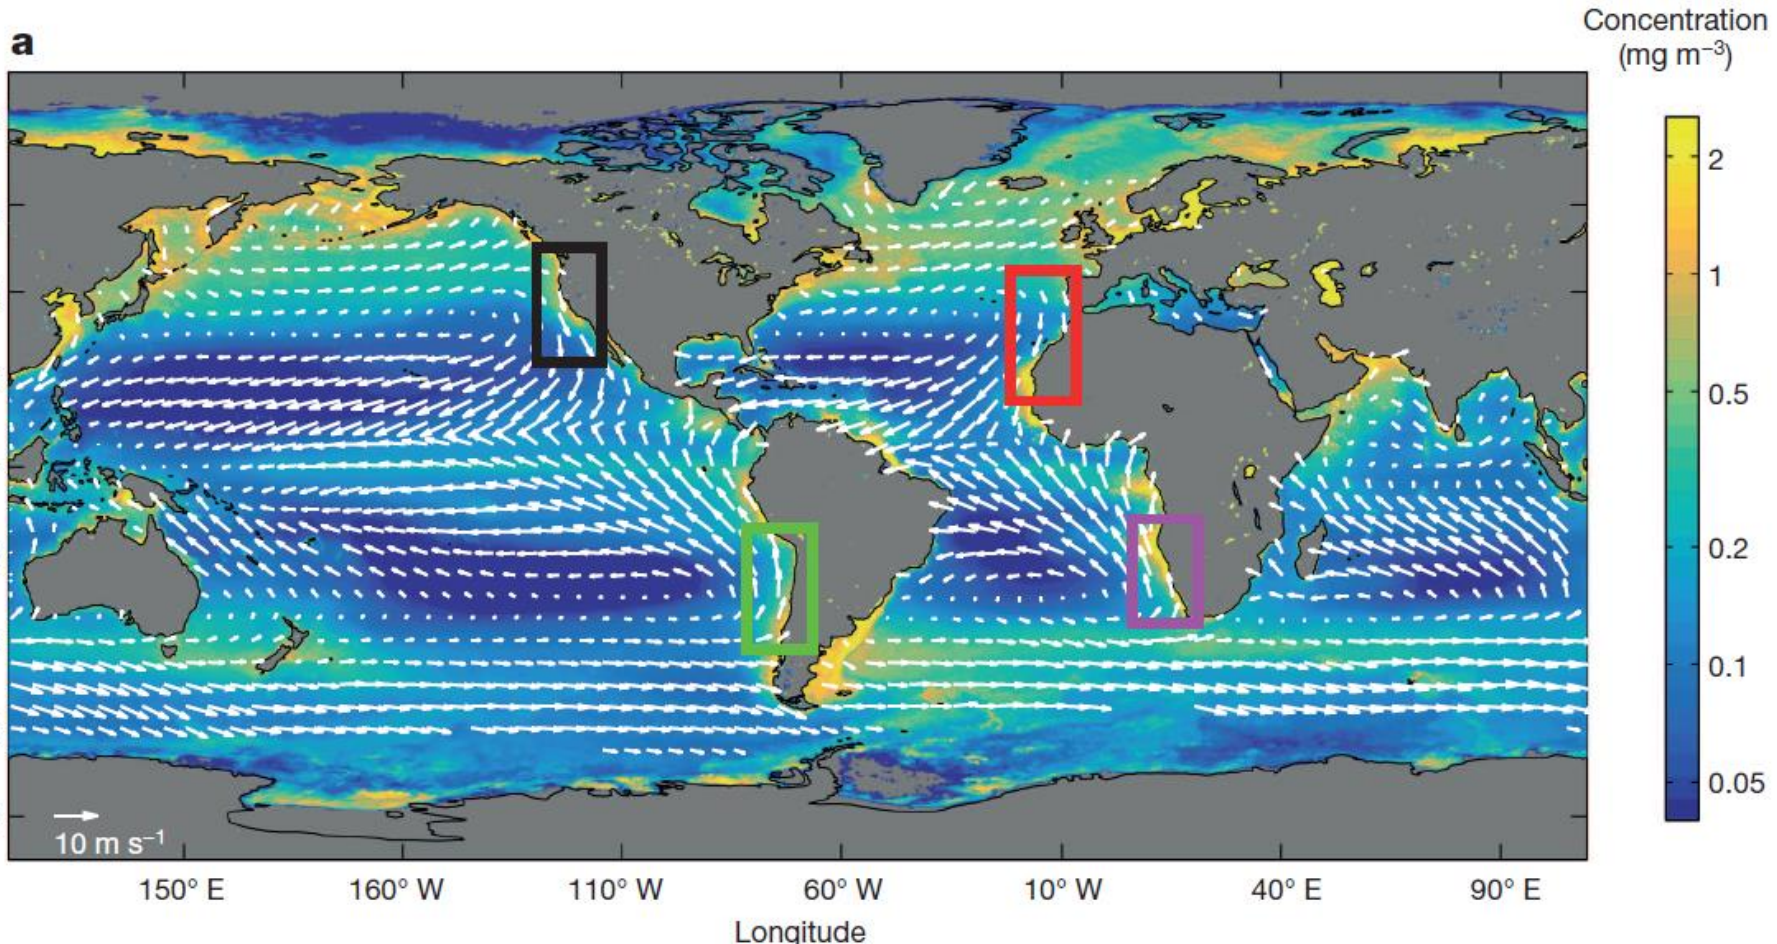 a
Concentration
(mg m⁻³)
2
1
0.5
0.2
0.1
0.05
10 m s⁻¹
150° E 160° W 110° W 60° W 10° W 40° E 90° E
Longitude